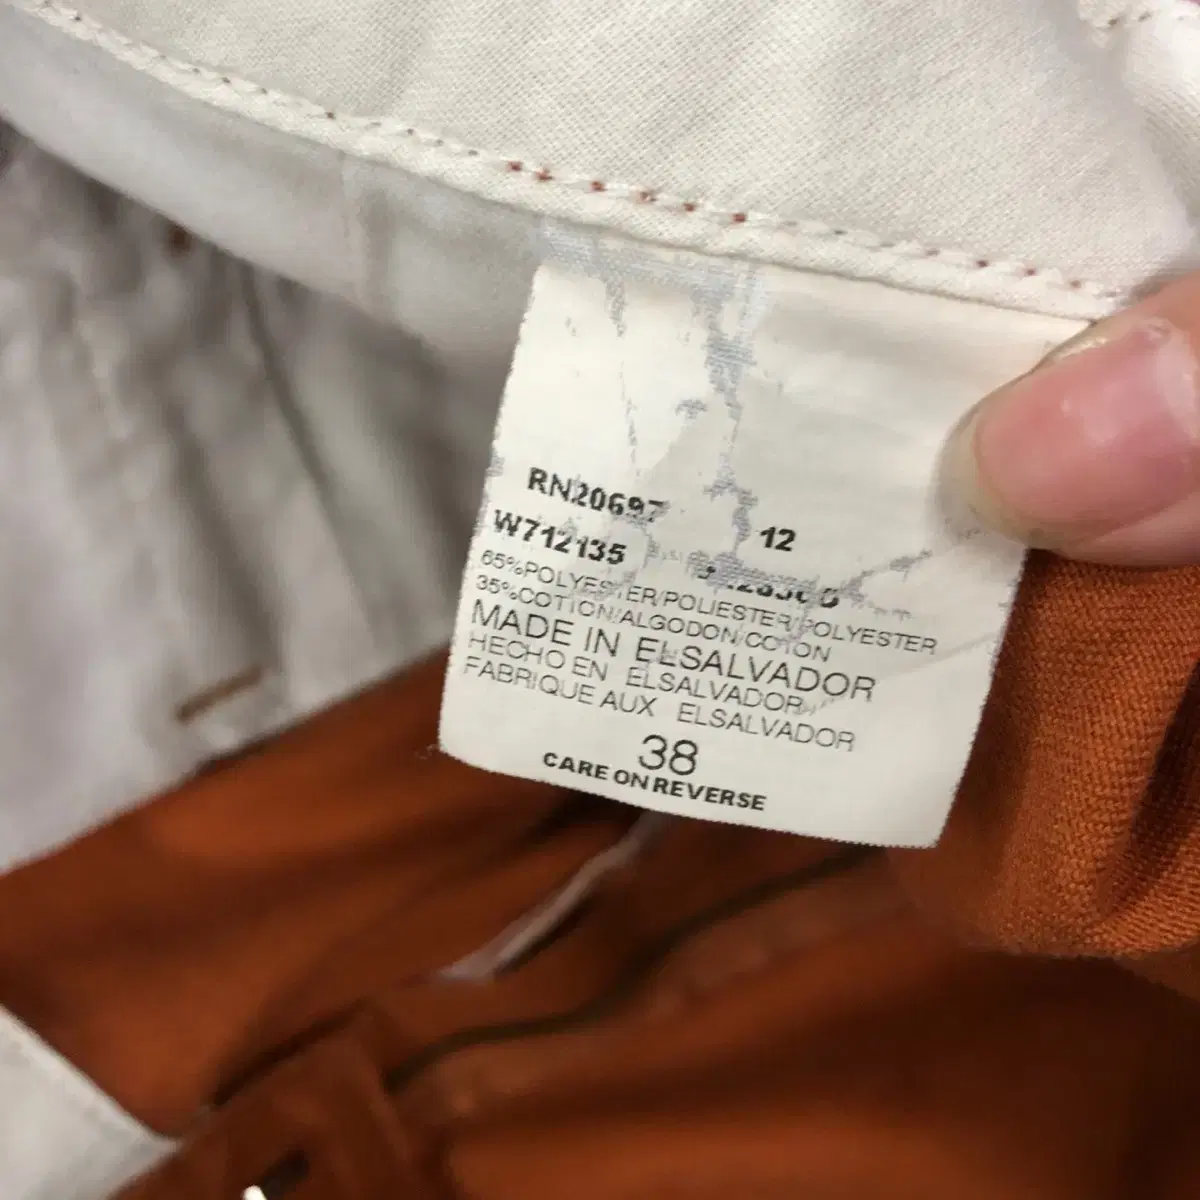 RN20697
12
W712135
65%POLYESTER/POLIESTER/POLYESTER
35%COTTON/ALGODON/COTON
MADE IN ELSALVADOR
HECHO EN ELSALVADOR
FABRIQUE AUX ELSALVADOR
38
CARE ON REVERSE